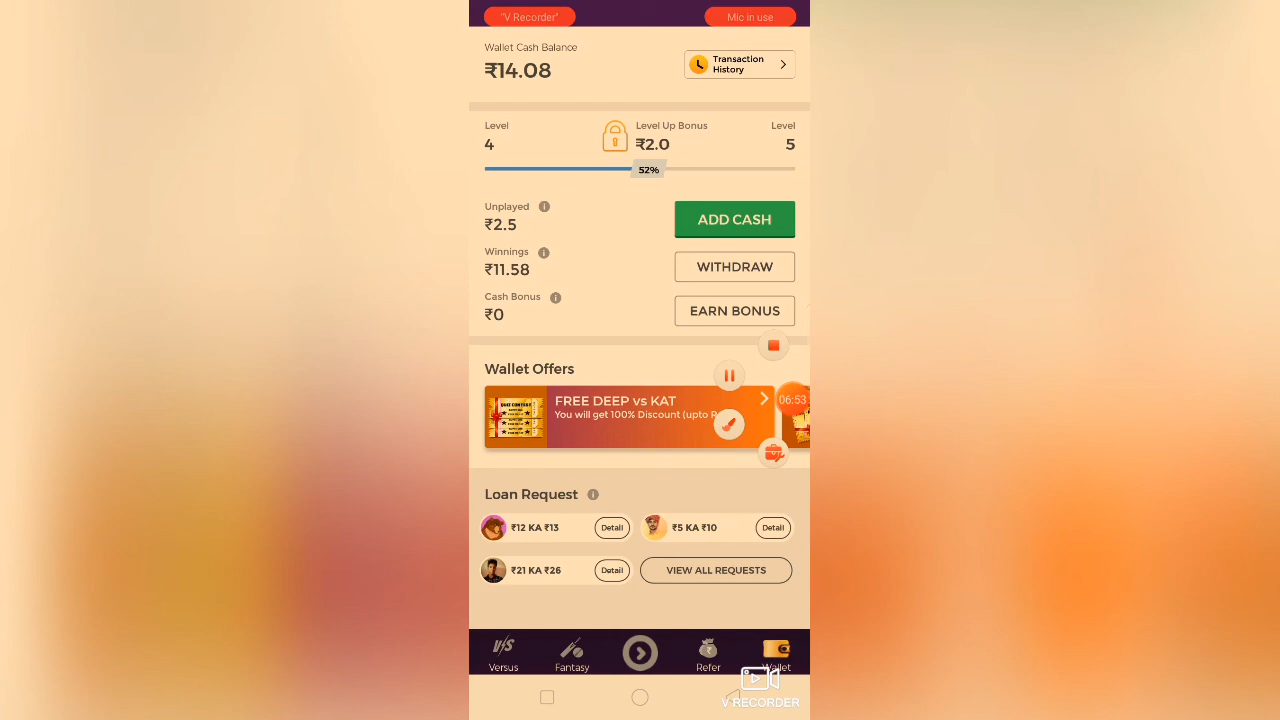 "V Recorder"
Mic in use
Wallet Cash Balance
₹14.08
Transaction
History
Level
4
Level Up Bonus
₹2.0
Level
5
52%
Unplayed
₹2.5
ADD CASH
Winnings
₹11.58
WITHDRAW
Cash Bonus
₹0
EARN BONUS
Wallet Offers
FREE DEEP vs KAT
You will get 100% Discount (upto
QUIZ CONTEST
06:53
Loan Request
₹12 KA ₹13
Detail
₹5 KA ₹10
Detail
₹21 KA ₹26
Detail
VIEW ALL REQUESTS
Versus
Fantasy
Refer
Wallet
V RECORDER